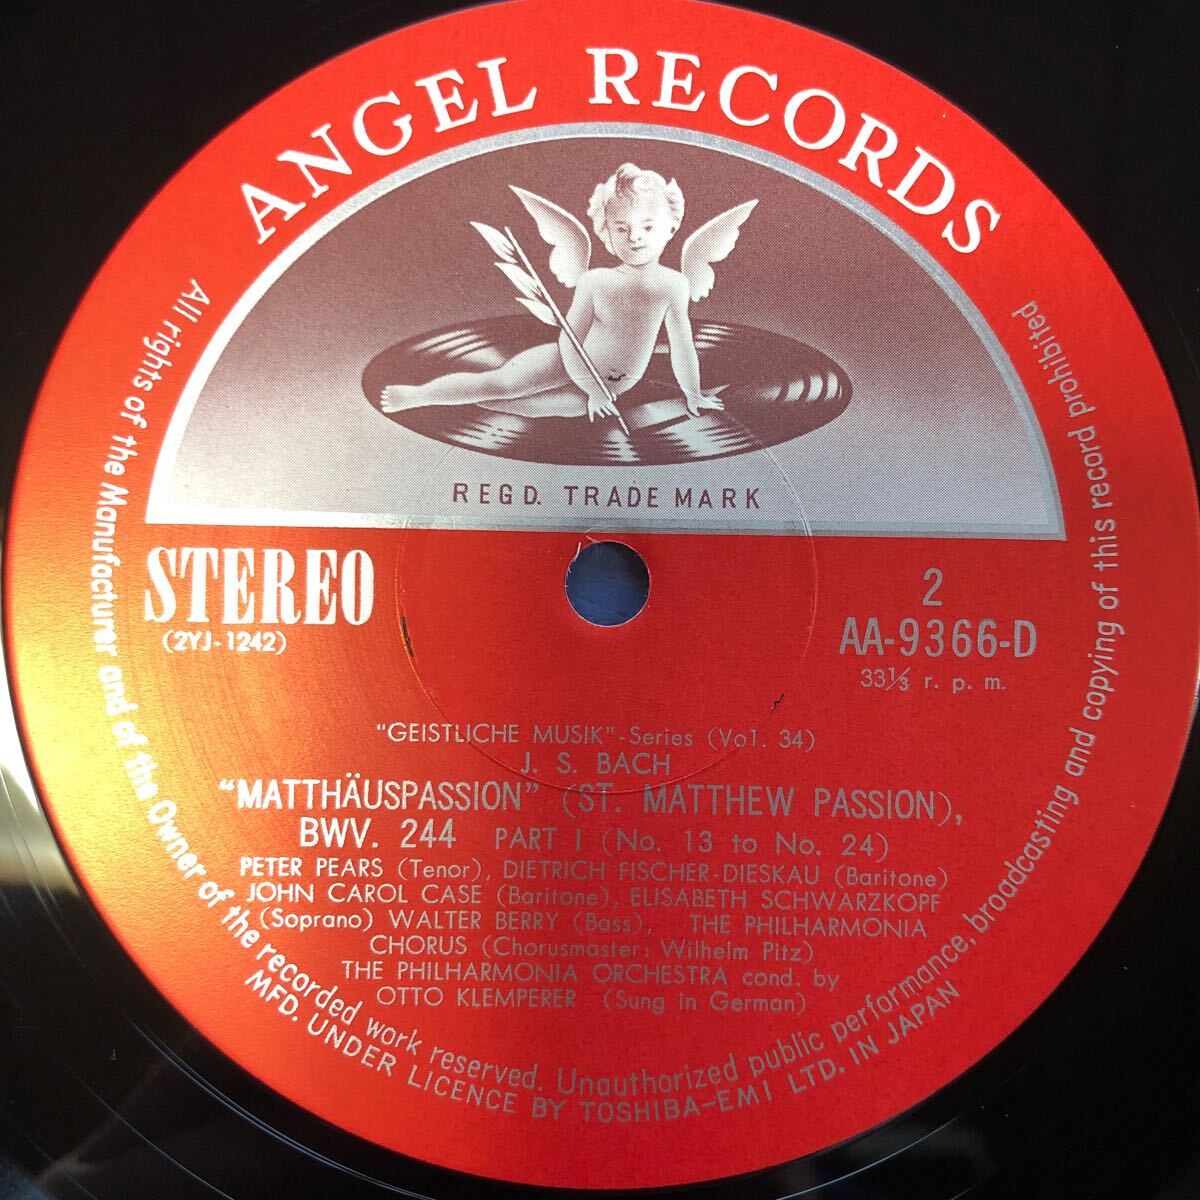 ANGEL RECORDS
REGD. TRADE MARK
STEREO
(2YJ-1242)
2
AA-9366-D
33⅓ r. p. m.
"GEISTLICHE MUSIK"-Series (Vol. 34)
J. S. BACH
"MATTHÄUSPASSION" (ST. MATTHEW PASSION),
BWV. 244 PART I (No. 13 to No. 24)
PETER PEARS (Tenor), DIETRICH FISCHER-DIESKAU (Baritone)
JOHN CAROL CASE (Baritone), ELISABETH SCHWARZKOPF
(Soprano) WALTER BERRY (Bass), THE PHILHARMONIA
CHORUS (Chorusmaster: Wilhelm Pitz)
THE PHILHARMONIA ORCHESTRA cond. by
OTTO KLEMPERER (Sung in German)
All rights of the Manufacturer and of the Owner of the recorded work reserved. Unauthorized public performance, broadcasting and copying of this record prohibited
MFD. UNDER LICENCE BY TOSHIBA-EMI LTD. IN JAPAN